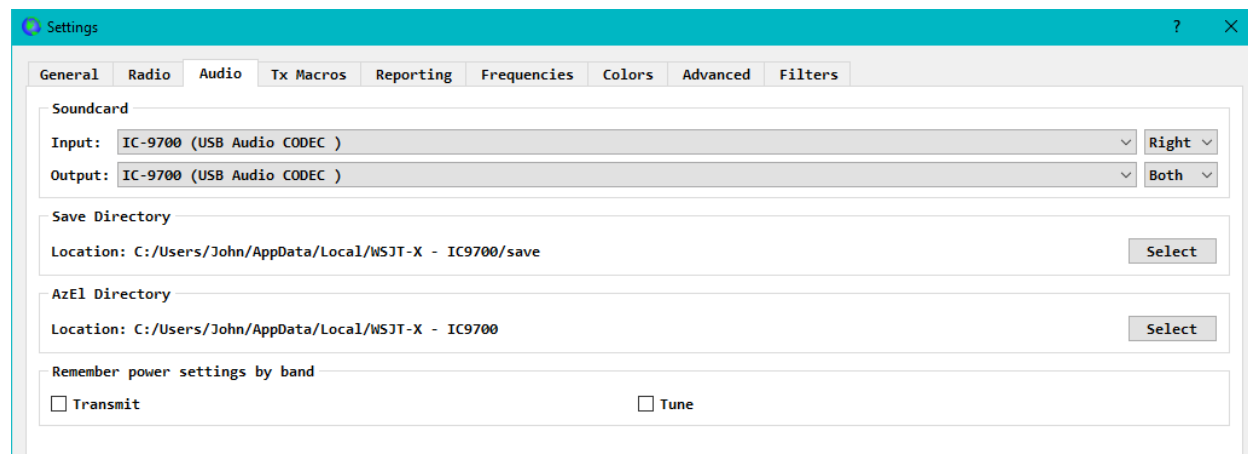 Settings
?
General Radio Audio Tx Macros Reporting Frequencies Colors Advanced Filters
Soundcard
Input: IC-9700 (USB Audio CODEC ) Right
Output: IC-9700 (USB Audio CODEC ) Both
Save Directory
Location: C:/Users/John/AppData/Local/WSJT-X - IC9700/save Select
AzEl Directory
Location: C:/Users/John/AppData/Local/WSJT-X - IC9700 Select
Remember power settings by band
Transmit Tune